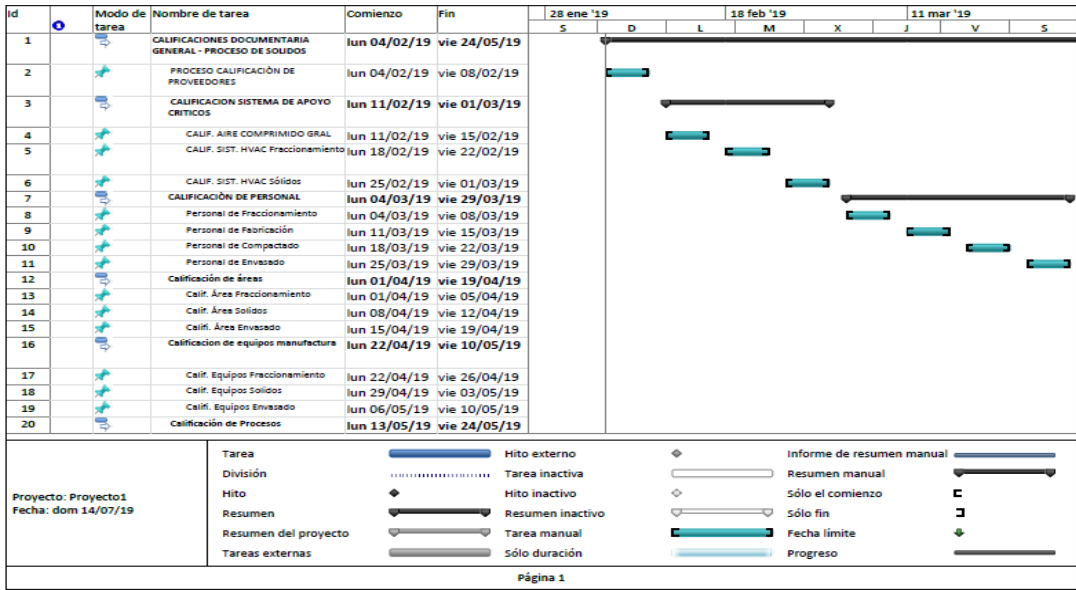 Id Modo de tarea Nombre de tarea Comienzo Fin 28 ene '19 18 feb '19 11 mar '19
S D L M X J V S
1 CALIFICACIONES DOCUMENTARIA GENERAL - PROCESO DE SOLIDOS lun 04/02/19 vie 24/05/19
2 PROCESO CALIFICACIÒN DE PROVEEDORES lun 04/02/19 vie 08/02/19
3 CALIFICACION SISTEMA DE APOYO CRITICOS lun 11/02/19 vie 01/03/19
4 CALIF. AIRE COMPRIMIDO GRAL lun 11/02/19 vie 15/02/19
5 CALIF. SIST. HVAC Fraccionamiento lun 18/02/19 vie 22/02/19
6 CALIF. SIST. HVAC Sólidos lun 25/02/19 vie 01/03/19
7 CALIFICACIÒN DE PERSONAL lun 04/03/19 vie 29/03/19
8 Personal de Fraccionamiento lun 04/03/19 vie 08/03/19
9 Personal de Fabricación lun 11/03/19 vie 15/03/19
10 Personal de Compactado lun 18/03/19 vie 22/03/19
11 Personal de Envasado lun 25/03/19 vie 29/03/19
12 Calificación de áreas lun 01/04/19 vie 19/04/19
13 Calif. Área Fraccionamiento lun 01/04/19 vie 05/04/19
14 Calif. Área Solidos lun 08/04/19 vie 12/04/19
15 Califi. Área Envasado lun 15/04/19 vie 19/04/19
16 Calificacion de equipos manufactura lun 22/04/19 vie 10/05/19
17 Calif. Equipos Fraccionamiento lun 22/04/19 vie 26/04/19
18 Calif. Equipos Solidos lun 29/04/19 vie 03/05/19
19 Califi. Equipos Envasado lun 06/05/19 vie 10/05/19
20 Calificación de Procesos lun 13/05/19 vie 24/05/19
Proyecto: Proyecto1
Fecha: dom 14/07/19
Tarea Hito externo Informe de resumen manual
División Tarea inactiva Resumen manual
Hito Hito inactivo Sólo el comienzo
Resumen Resumen inactivo Sólo fin
Resumen del proyecto Tarea manual Fecha límite
Tareas externas Sólo duración Progreso
Página 1